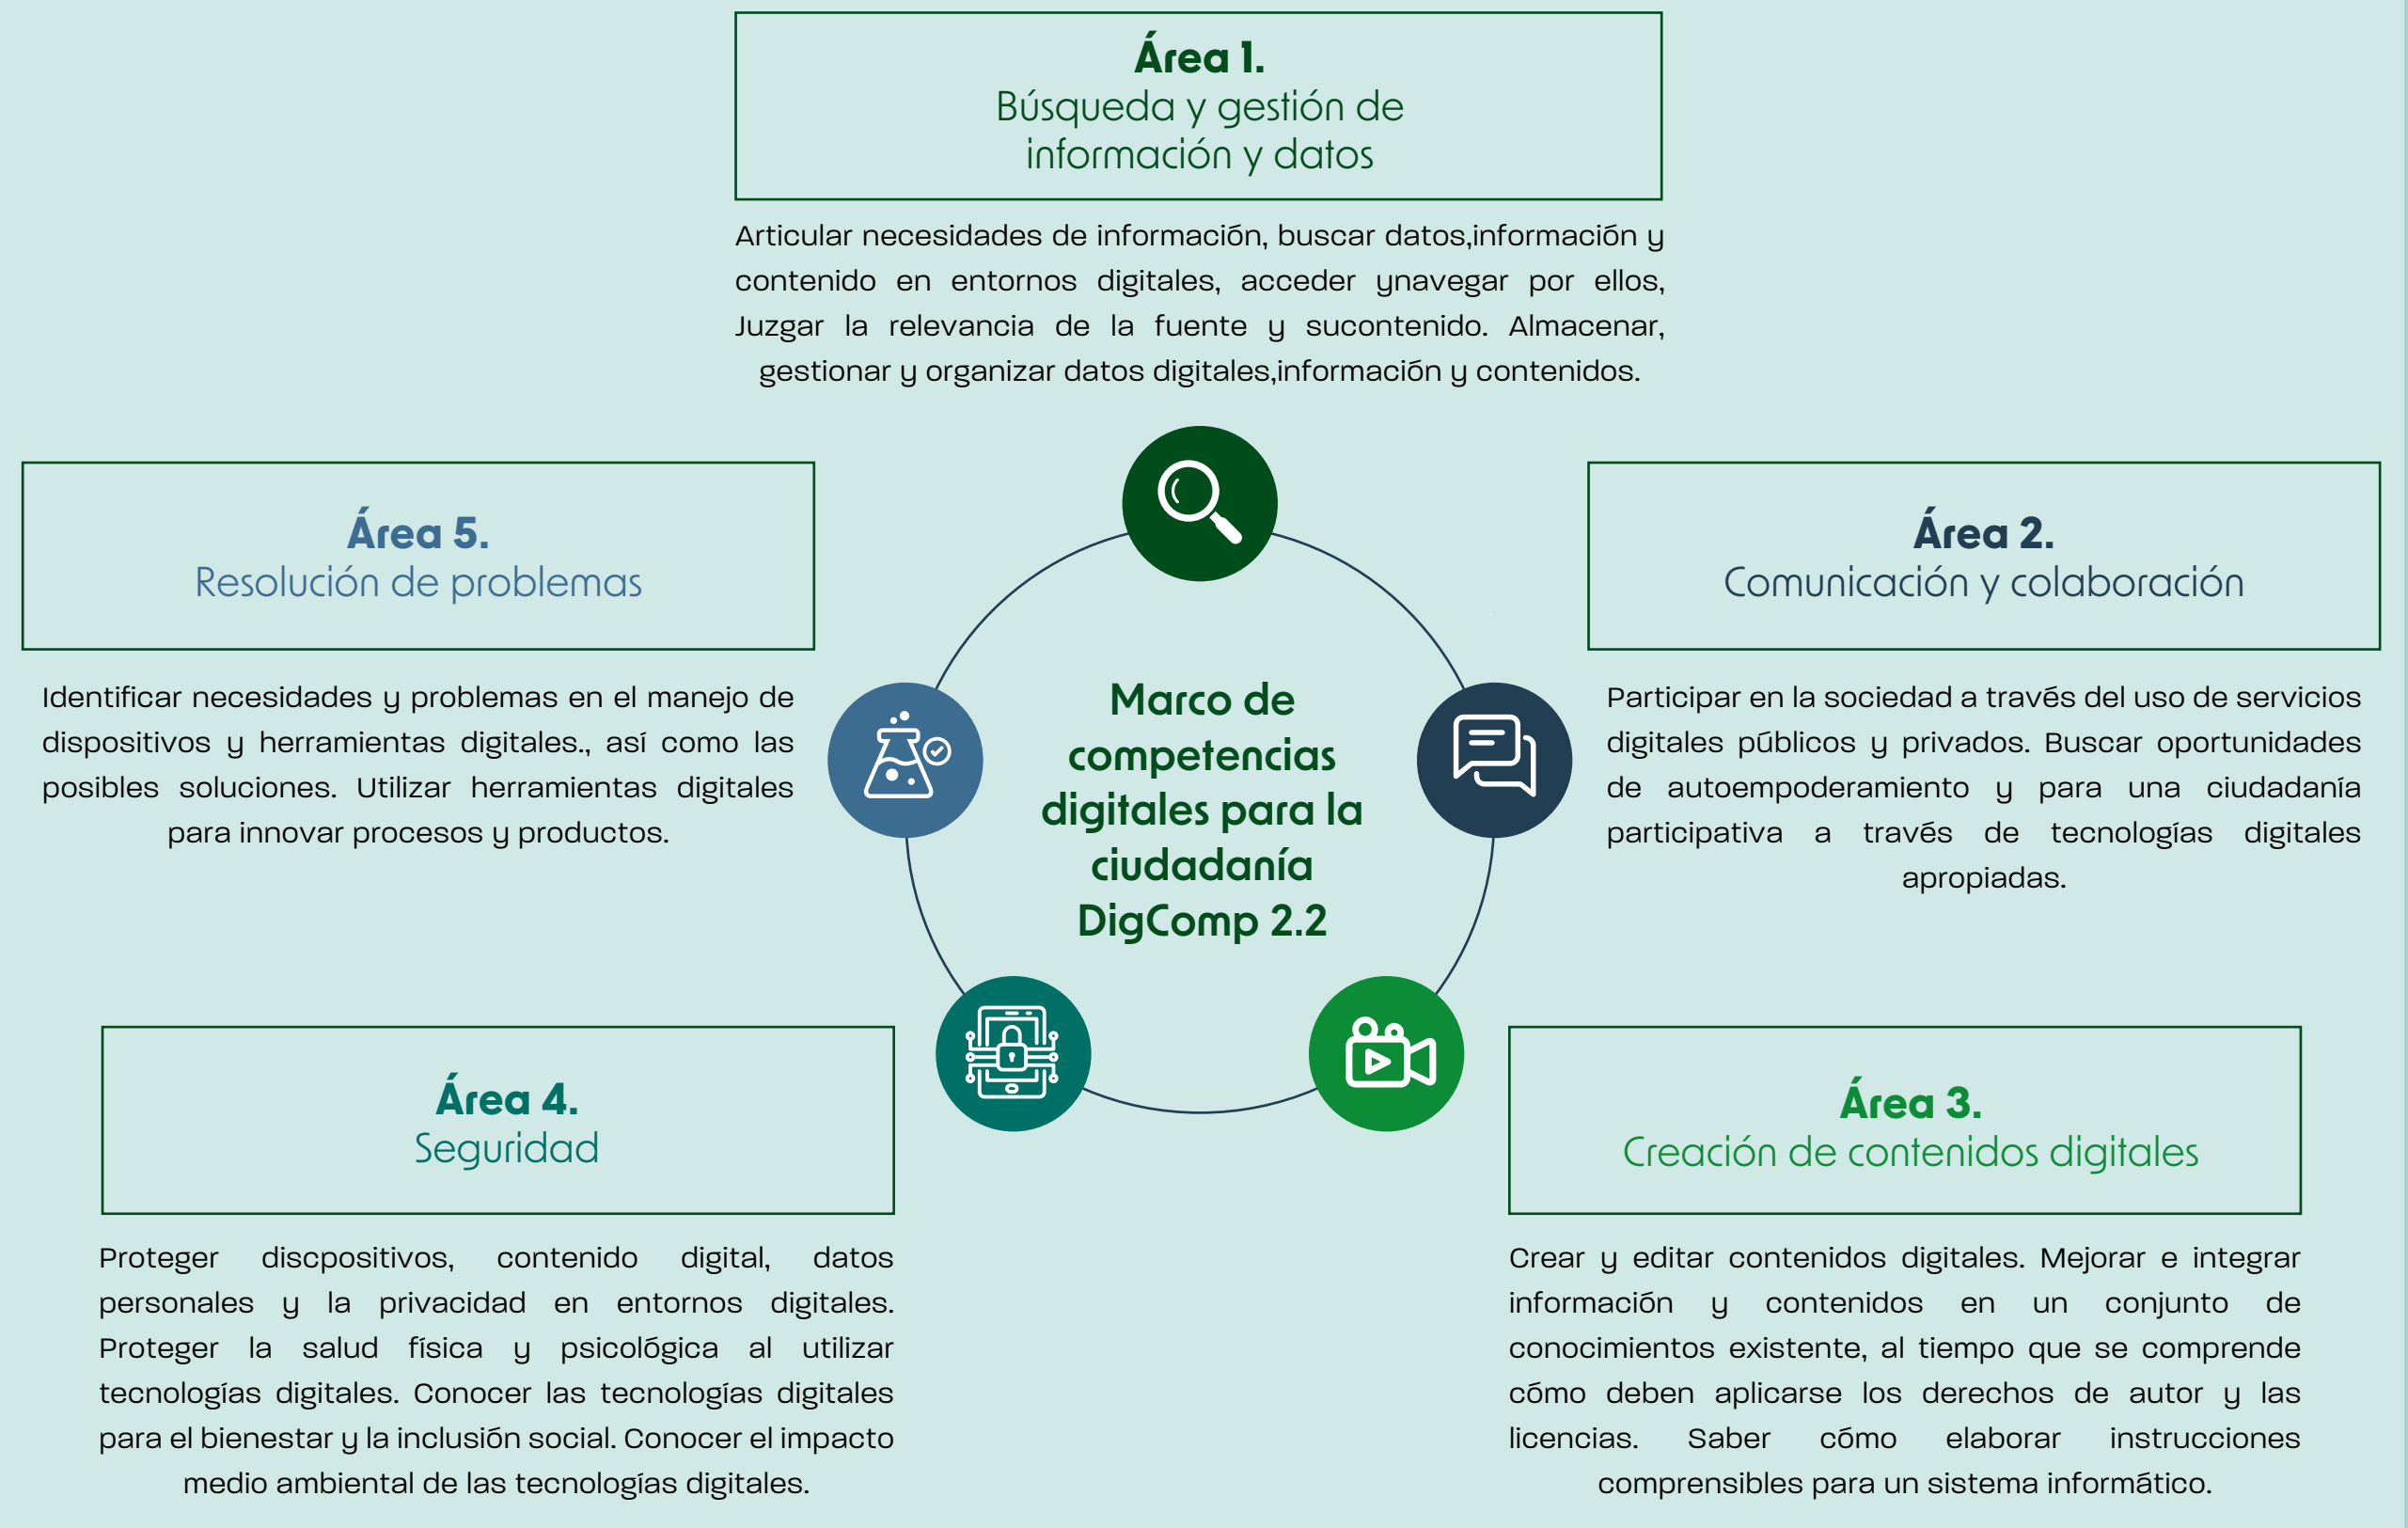 Área 1.
Búsqueda y gestión de
información y datos
Articular necesidades de información, buscar datos,información y
contenido en entornos digitales, acceder ynavegar por ellos,
Juzgar la relevancia de la fuente y sucontenido. Almacenar,
gestionar y organizar datos digitales,información y contenidos.
Área 2.
Comunicación y colaboración
Participar en la sociedad a través del uso de servicios
digitales públicos y privados. Buscar oportunidades
de autoempoderamiento y para una ciudadanía
participativa a través de tecnologías digitales
apropiadas.
Área 3.
Creación de contenidos digitales
Crear y editar contenidos digitales. Mejorar e integrar
información y contenidos en un conjunto de
conocimientos existente, al tiempo que se comprende
cómo deben aplicarse los derechos de autor y las
licencias. Saber cómo elaborar instrucciones
comprensibles para un sistema informático.
Área 4.
Seguridad
Proteger discpositivos, contenido digital, datos
personales y la privacidad en entornos digitales.
Proteger la salud física y psicológica al utilizar
tecnologías digitales. Conocer las tecnologías digitales
para el bienestar y la inclusión social. Conocer el impacto
medio ambiental de las tecnologías digitales.
Área 5.
Resolución de problemas
Identificar necesidades y problemas en el manejo de
dispositivos y herramientas digitales., así como las
posibles soluciones. Utilizar herramientas digitales
para innovar procesos y productos.
Marco de
competencias
digitales para la
ciudadanía
DigComp 2.2